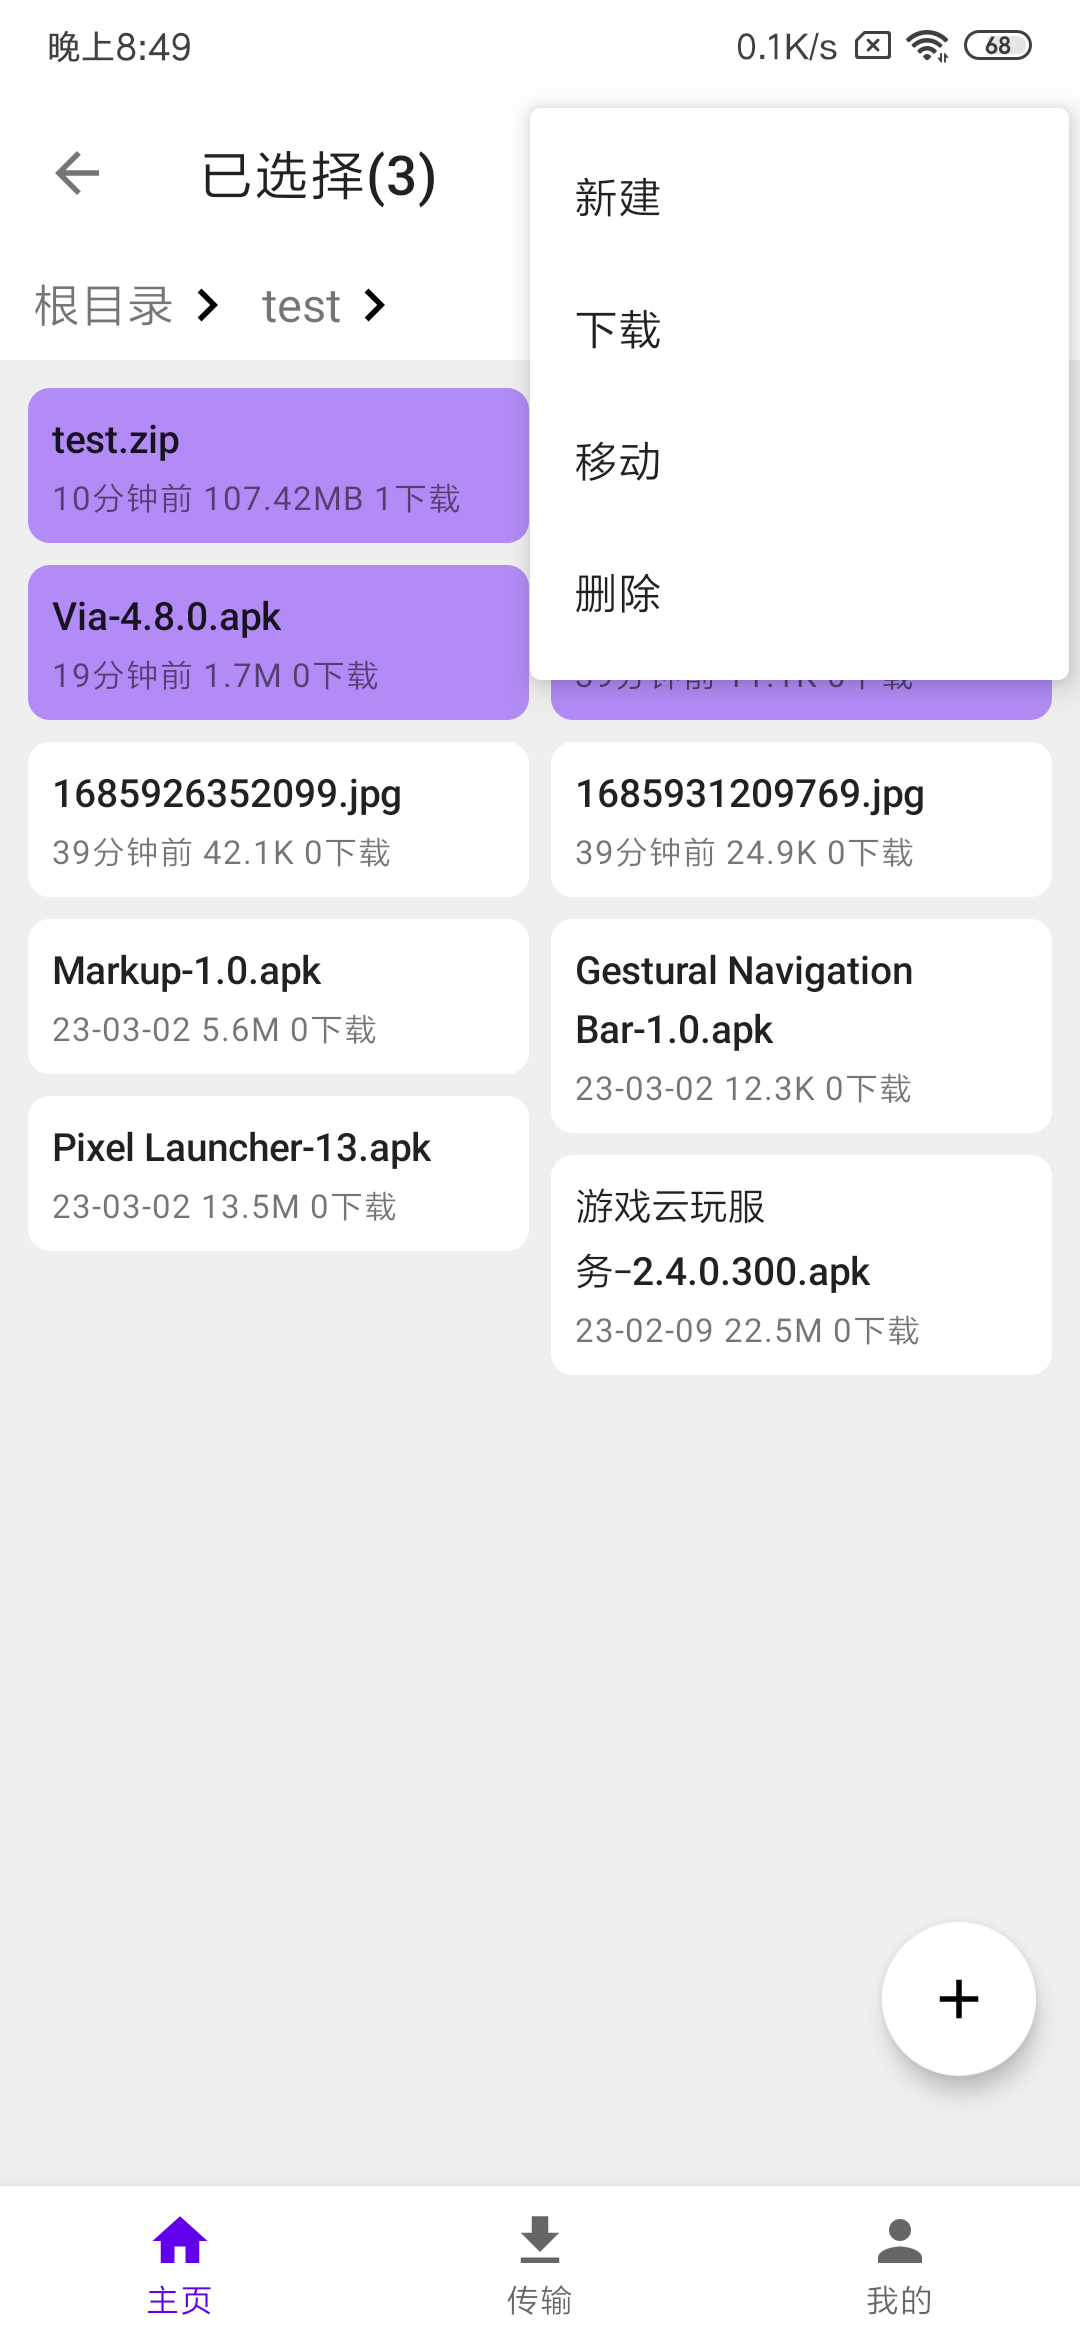 晚上8:49
0.1K/s
68
已选择(3)
根目录
test
新建
下载
移动
删除
test.zip
10分钟前 107.42MB 1下载
Via-4.8.0.apk
19分钟前 1.7M 0下载
1685926352099.jpg
39分钟前 42.1K 0下载
1685931209769.jpg
39分钟前 24.9K 0下载
Markup-1.0.apk
23-03-02 5.6M 0下载
Gestural Navigation
Bar-1.0.apk
23-03-02 12.3K 0下载
Pixel Launcher-13.apk
23-03-02 13.5M 0下载
游戏云玩服
务-2.4.0.300.apk
23-02-09 22.5M 0下载
主页
传输
我的